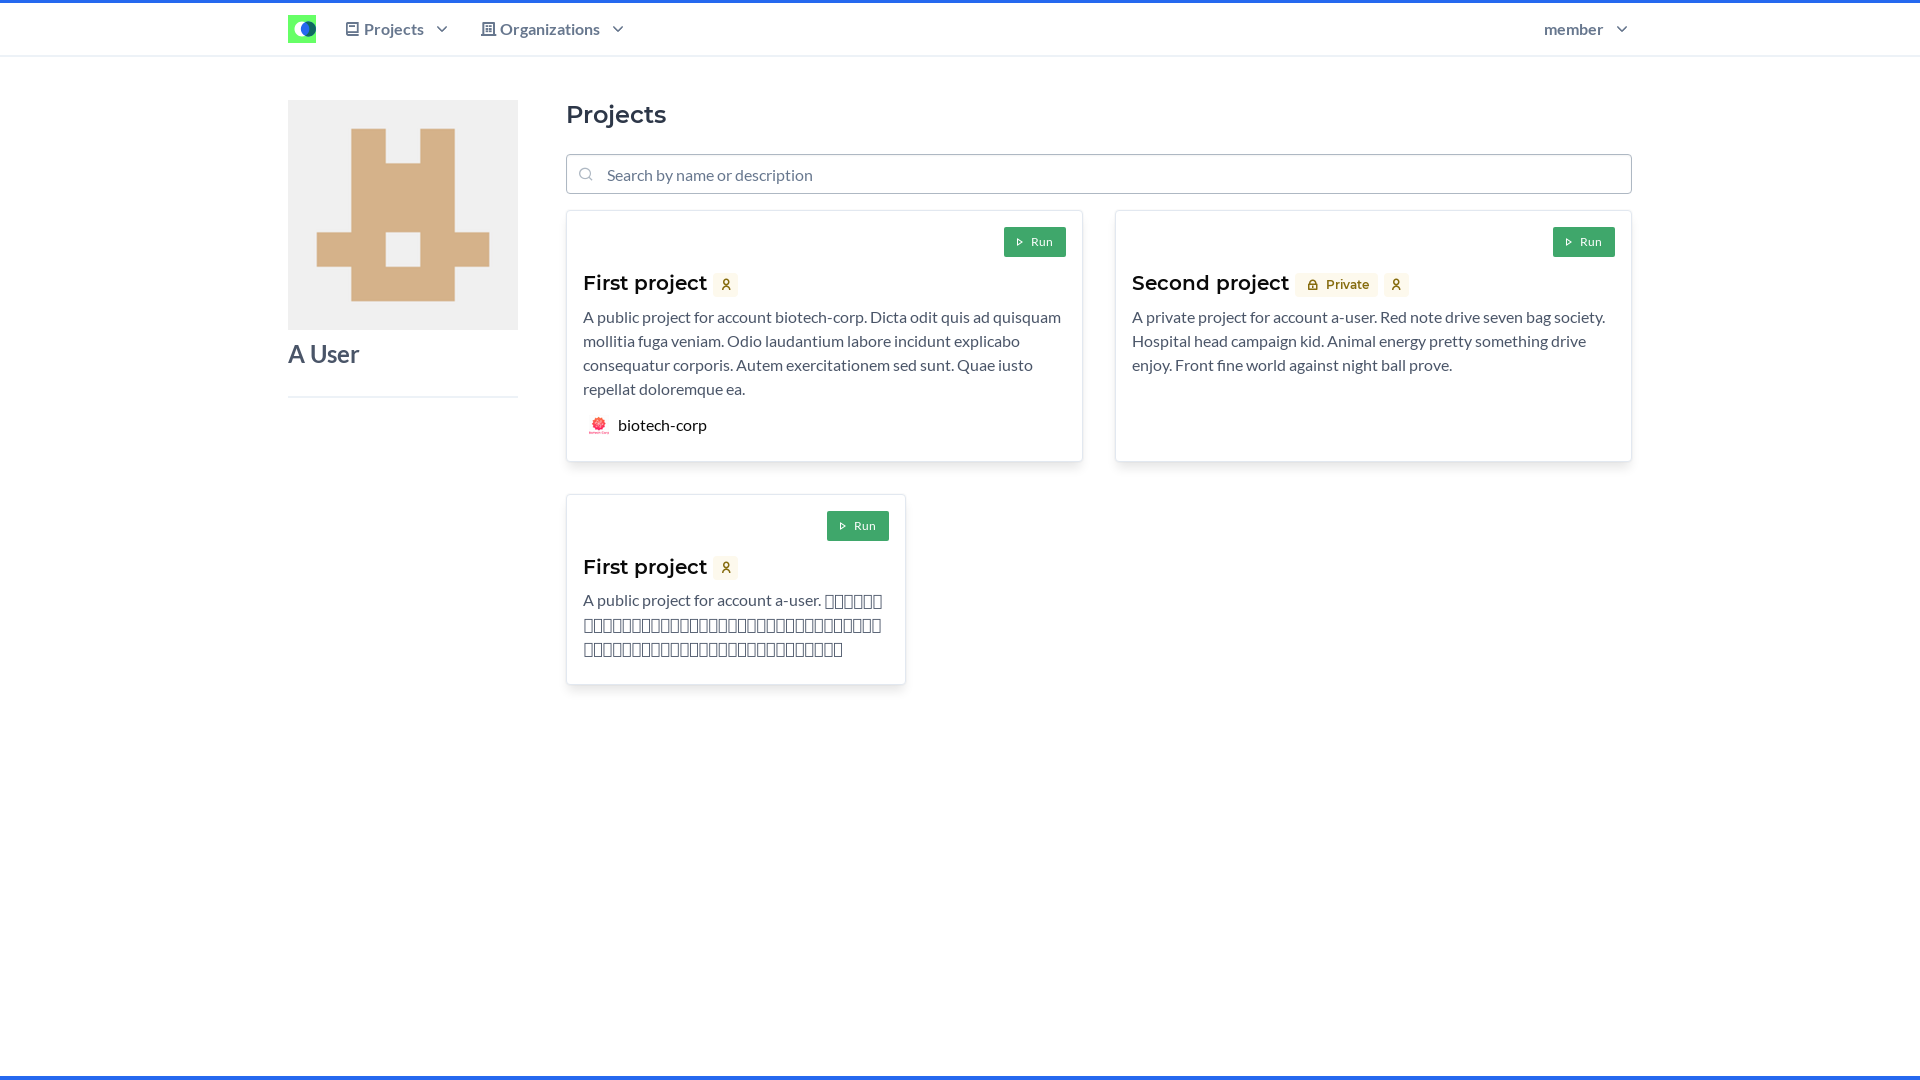 Projects
Organizations
member
A User
Projects
Search by name or description
Run
First project
A public project for account biotech-corp. Dicta odit quis ad quisquam
mollitia fuga veniam. Odio laudantium labore incidunt explicabo
consequatur corporis. Autem exercitationem sed sunt. Quae iusto
repellat doloremque ea.
biotech-corp
Run
Second project Private
A private project for account a-user. Red note drive seven bag society.
Hospital head campaign kid. Animal energy pretty something drive
enjoy. Front fine world against night ball prove.
Run
First project
A public project for account a-user.